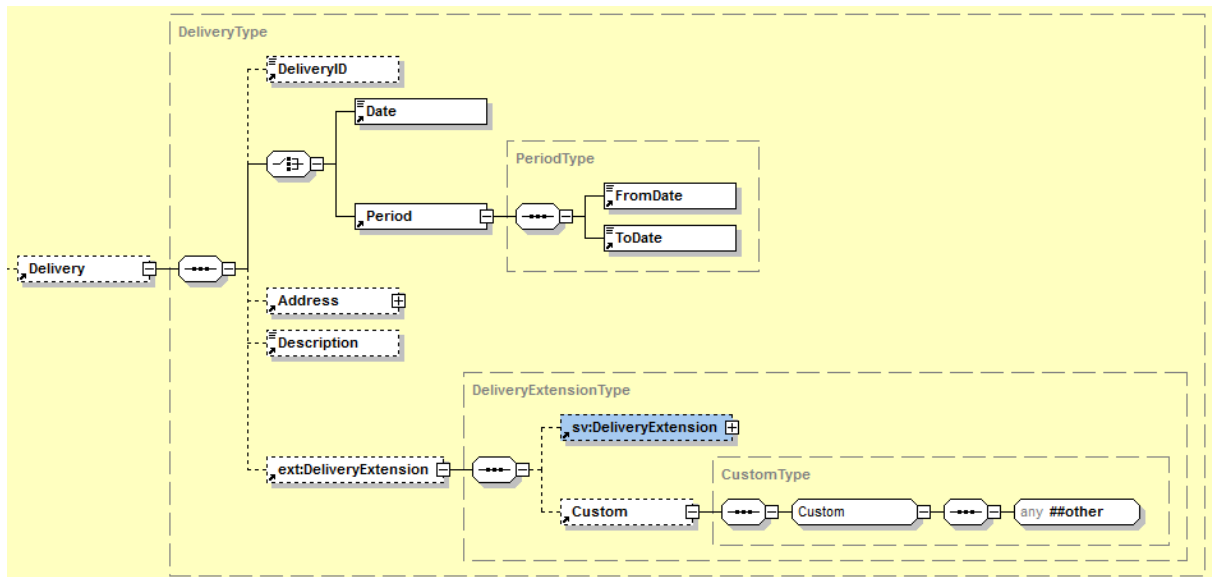 DeliveryType
DeliveryID
Date
PeriodType
FromDate
Period
ToDate
Delivery
Address
Description
DeliveryExtensionType
sv:DeliveryExtension
ext:DeliveryExtension
CustomType
Custom
Custom
any ##other